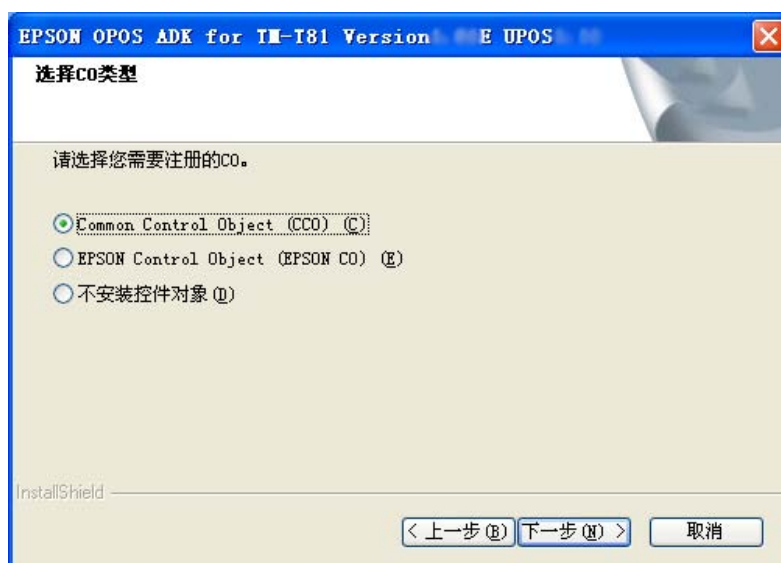 EPSON OPOS ADK for TM-T81 Version E UPOS
选择CO类型
请选择您需要注册的CO。
Common Control Object (CCO) (C)
EPSON Control Object (EPSON CO) (E)
不安装控件对象(D)
InstallShield
< 上一步(B) 下一步(N) > 取消